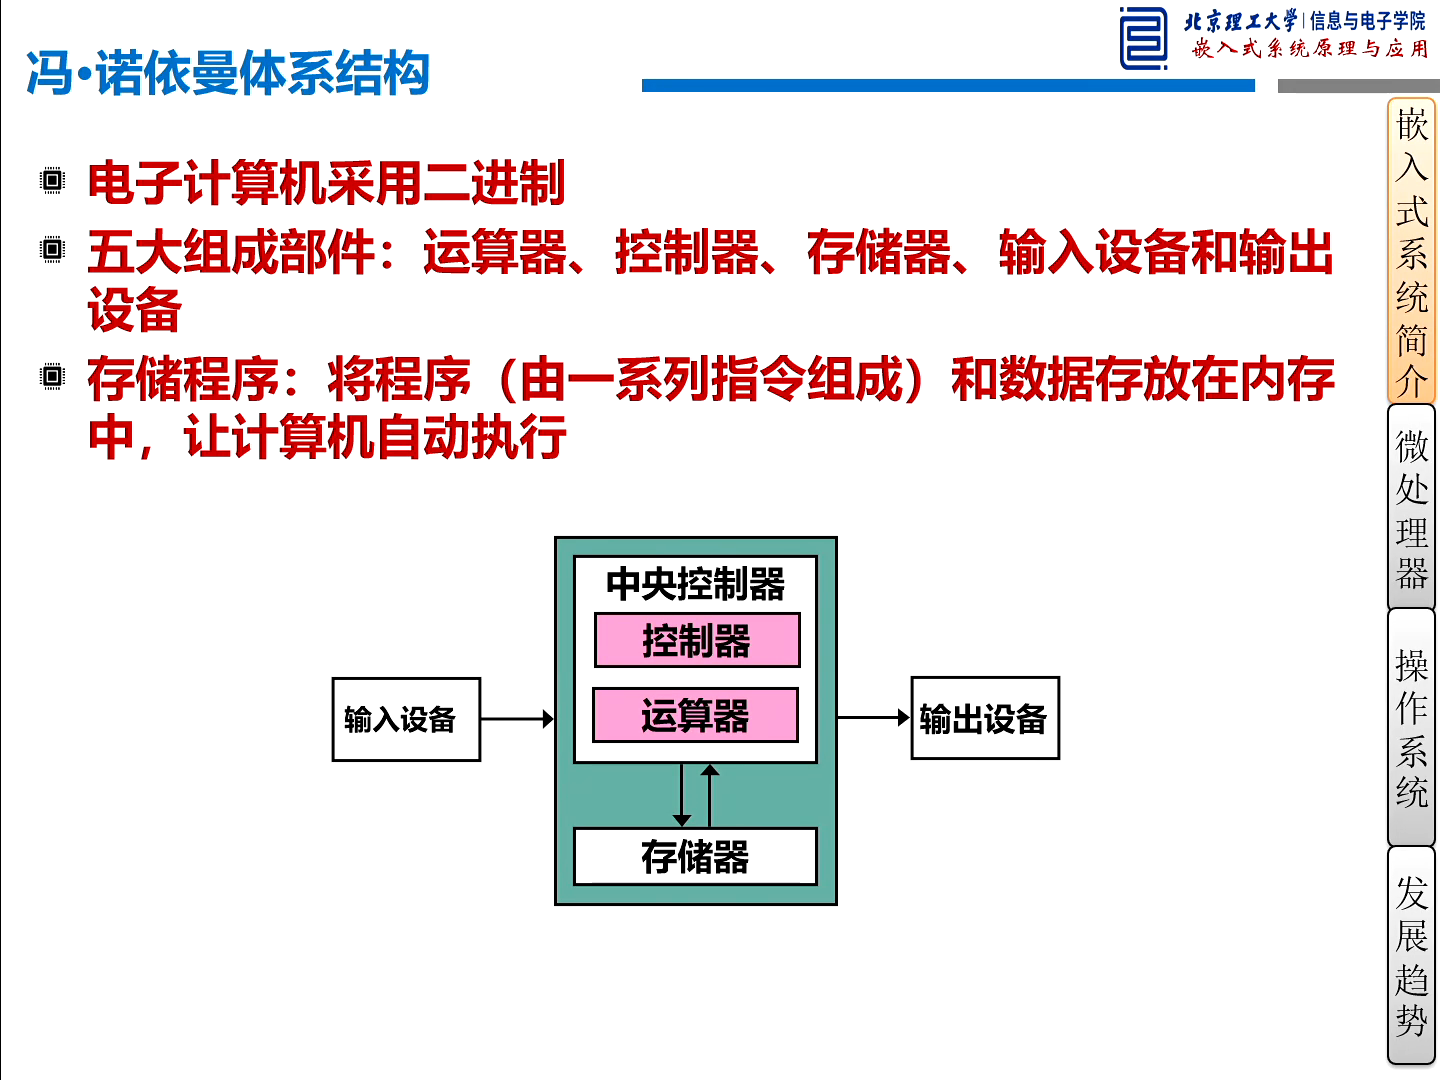 北京理工大学|信息与电子学院
嵌入式系统原理与应用
冯•诺依曼体系结构
电子计算机采用二进制
五大组成部件：运算器、控制器、存储器、输入设备和输出
设备
存储程序：将程序（由一系列指令组成）和数据存放在内存
中，让计算机自动执行
中央控制器
控制器
运算器
输入设备
输出设备
存储器
嵌入式系统简介
微处理器
操作系统
发展趋势